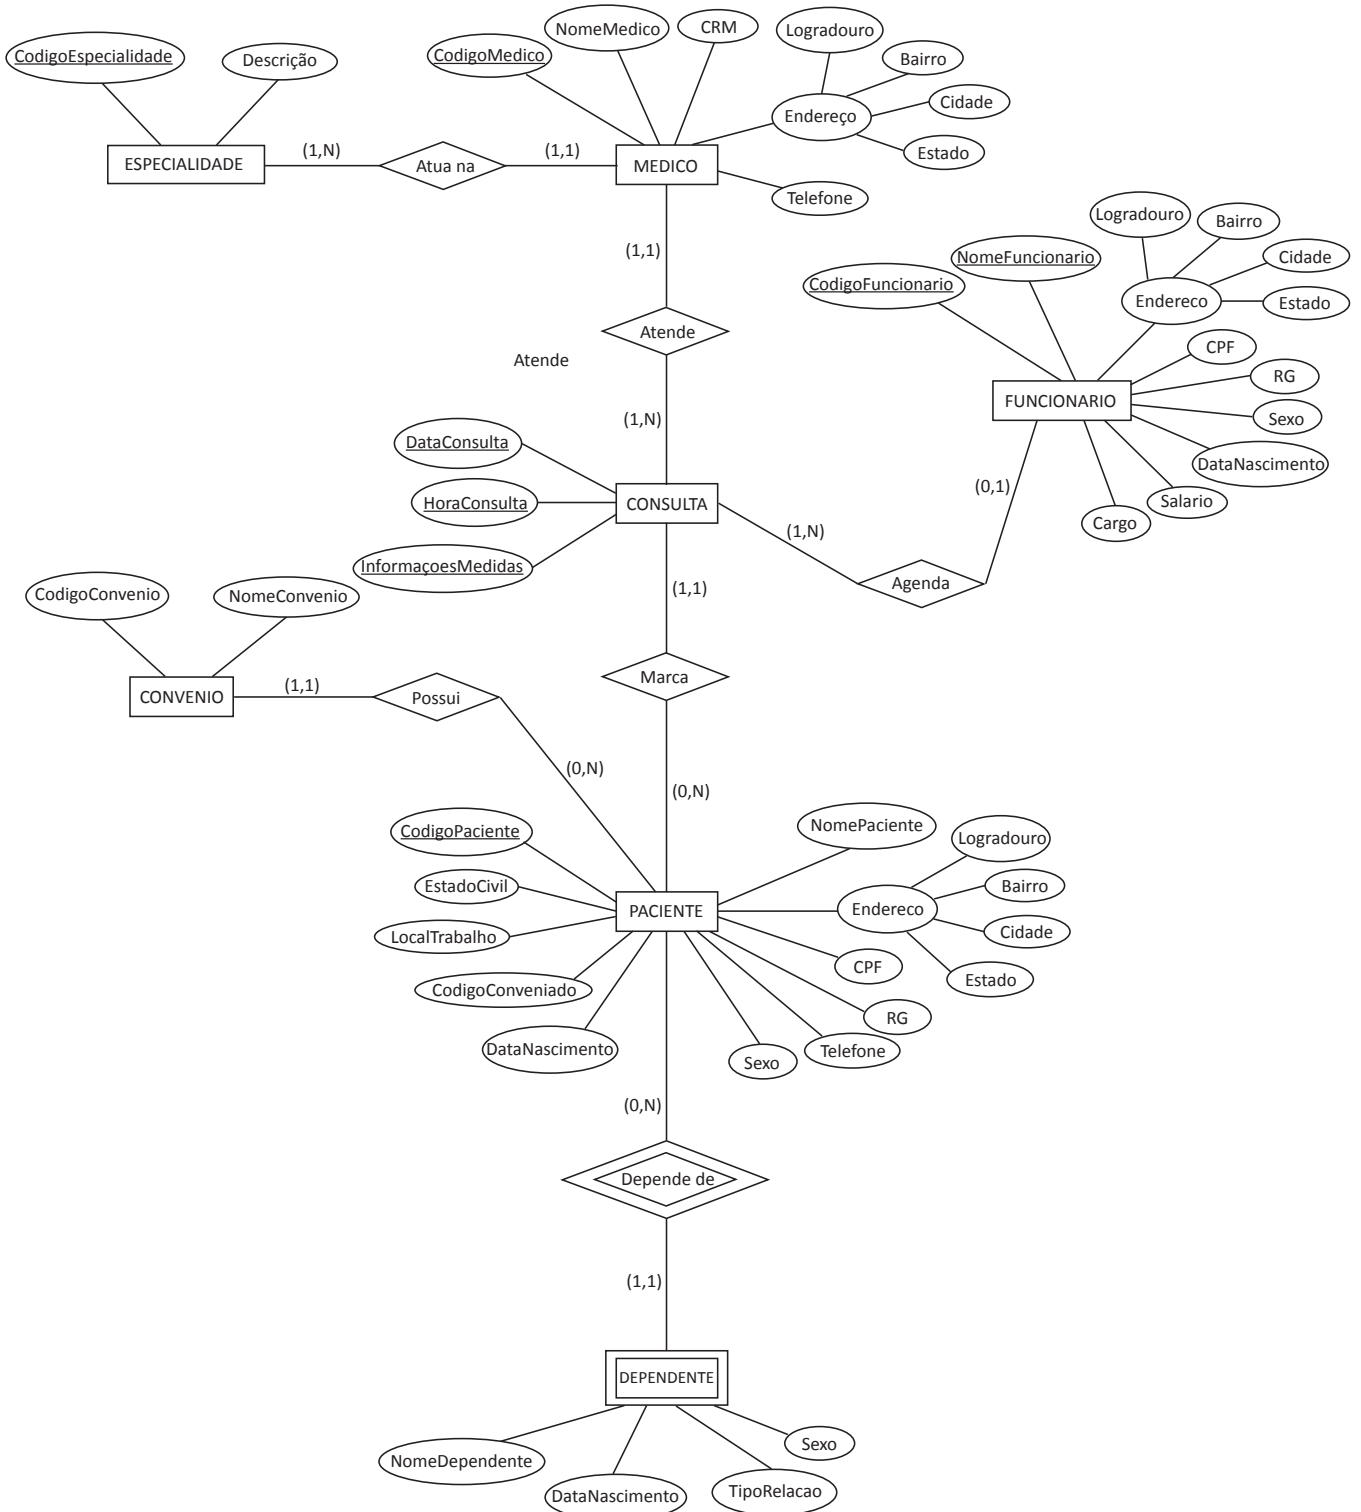 NomeMedico
CRM
Logradouro
CodigoEspecialidade
Descrição
CodigoMedico
Bairro
Cidade
Endereço
Estado
ESPECIALIDADE
(1,N)
Atua na
(1,1)
MEDICO
Telefone
Logradouro
Bairro
(1,1)
NomeFuncionario
Cidade
CodigoFuncionario
Endereco
Estado
Atende
Atende
CPF
RG
FUNCIONARIO
Sexo
(1,N)
DataConsulta
DataNascimento
(0,1)
HoraConsulta
CONSULTA
Salario
Cargo
(1,N)
InformaçoesMedidas
Agenda
(1,1)
CodigoConvenio
NomeConvenio
Marca
CONVENIO
(1,1)
Possui
(0,N)
(0,N)
CodigoPaciente
NomePaciente
Logradouro
EstadoCivil
Bairro
PACIENTE
Endereco
LocalTrabalho
Cidade
CPF
Estado
CodigoConveniado
RG
DataNascimento
Telefone
Sexo
(0,N)
Depende de
(1,1)
DEPENDENTE
Sexo
NomeDependente
TipoRelacao
DataNascimento